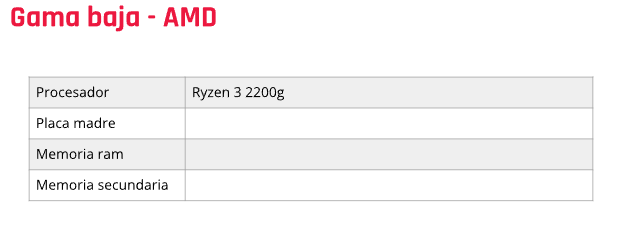 Gama baja - AMD
Procesador Ryzen 3 2200g
Placa madre
Memoria ram
Memoria secundaria